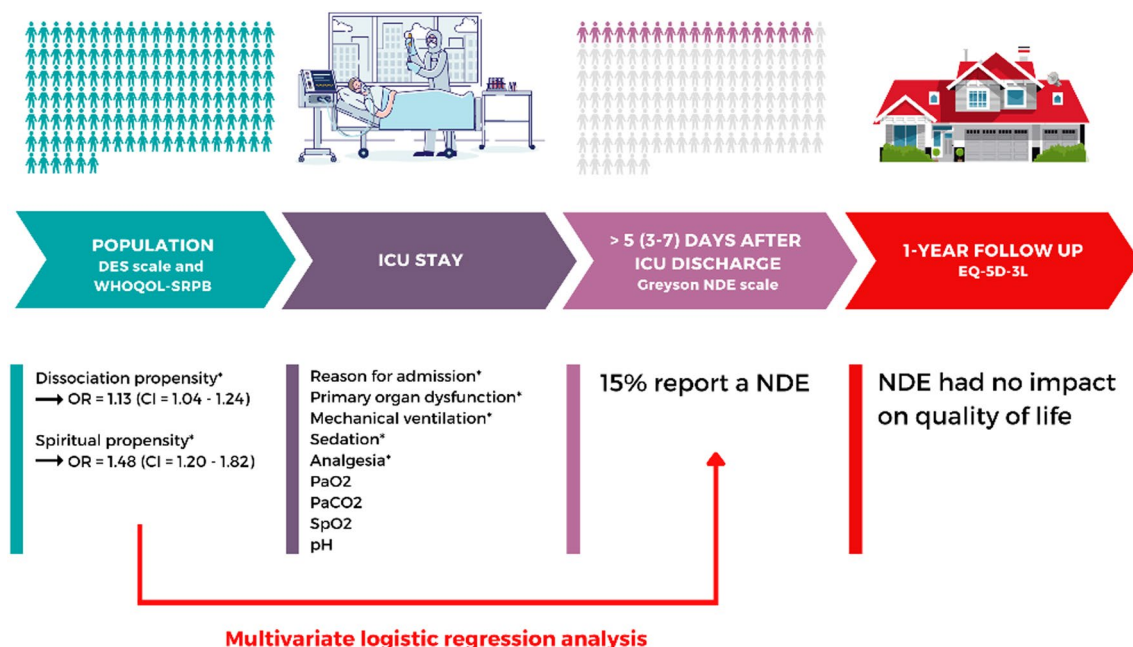 POPULATION
DES scale and
WHOQOL-SRPB
ICU STAY
> 5 (3-7) DAYS AFTER
ICU DISCHARGE
Greyson NDE scale
1-YEAR FOLLOW UP
EQ-5D-3L
Dissociation propensity*
→ OR = 1.13 (CI = 1.04 - 1.24)
Spiritual propensity*
→ OR = 1.48 (CI = 1.20 - 1.82)
Reason for admission*
Primary organ dysfunction*
Mechanical ventilation*
Sedation*
Analgesia*
PaO2
PaCO2
SpO2
pH
15% report a NDE
NDE had no impact
on quality of life
Multivariate logistic regression analysis